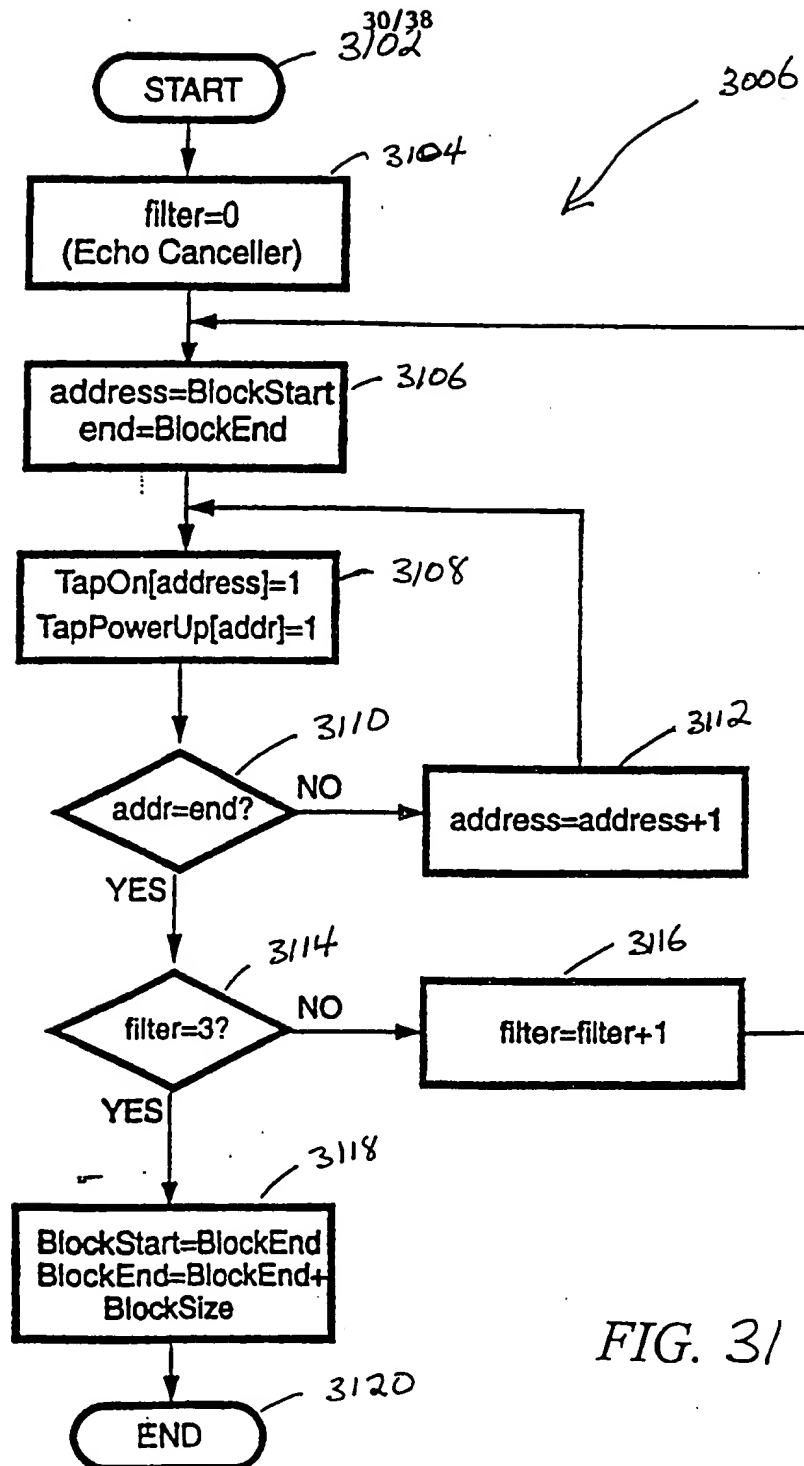 30/38
3102
START
3006
3104
filter=0
(Echo Canceller)
3106
address=BlockStart
end=BlockEnd
3108
TapOn[address]=1
TapPowerUp[addr]=1
3110
addr=end?
NO
3112
address=address+1
YES
3114
filter=3?
NO
3116
filter=filter+1
YES
3118
BlockStart=BlockEnd
BlockEnd=BlockEnd+
BlockSize
FIG. 31
3120
END